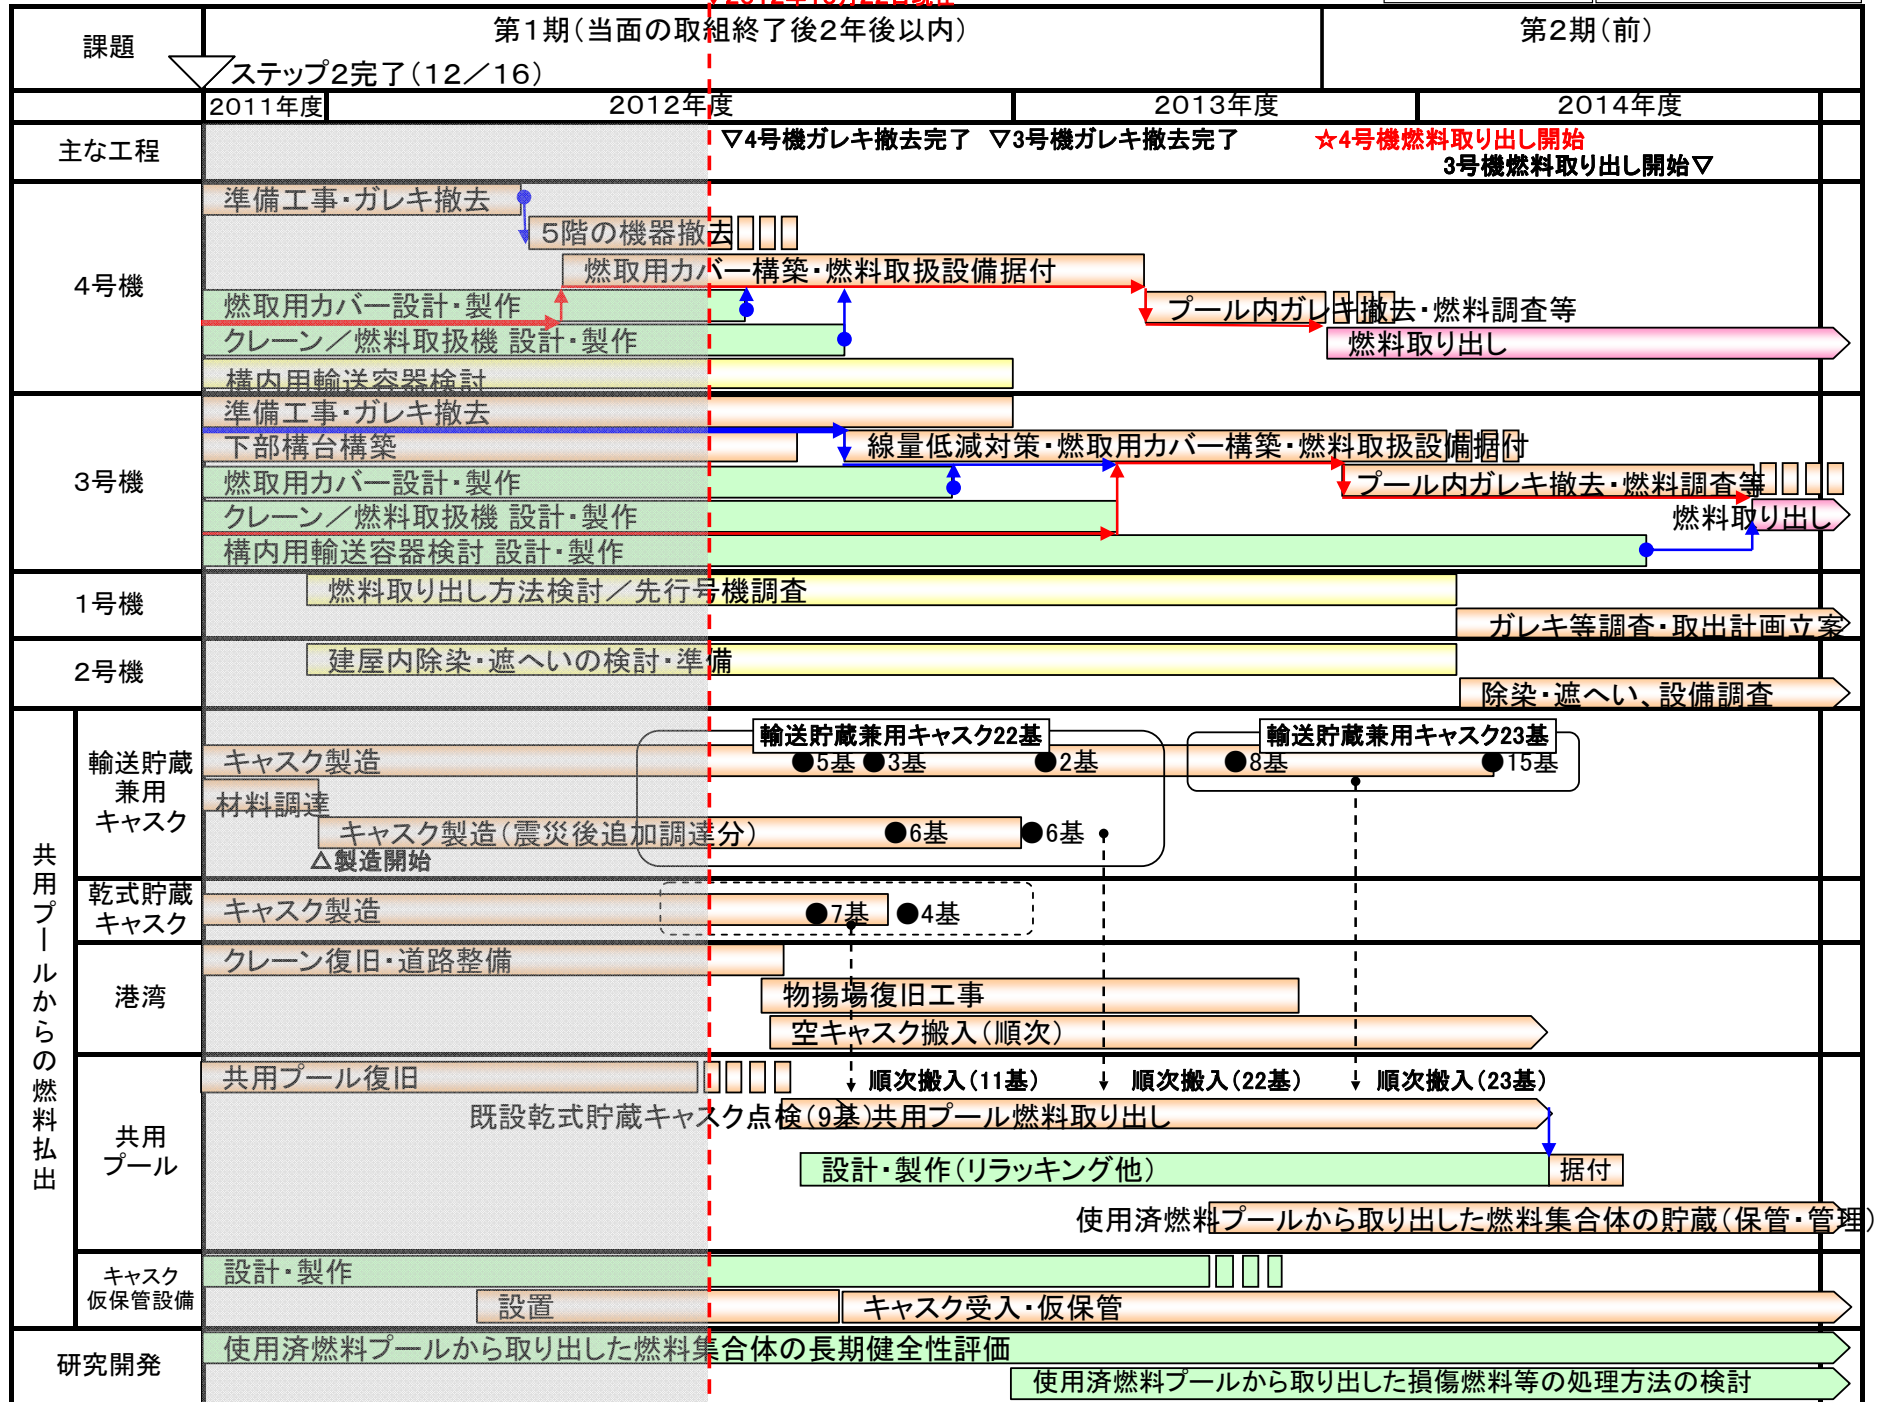 ▽2012年10月22日現在
課題
第1期(当面の取組終了後2年後以内)
第2期(前)
ステップ2完了(12/16)
2011年度
2012年度
2013年度
2014年度
主な工程
▽4号機ガレキ撤去完了
▽3号機ガレキ撤去完了
☆4号機燃料取り出し開始
3号機燃料取り出し開始▽
4号機
準備工事・ガレキ撤去
5階の機器撤去
燃取用カバー構築・燃料取扱設備据付
燃取用カバー設計・製作
プール内ガレキ撤去・燃料調査等
クレーン/燃料取扱機 設計・製作
燃料取り出し
構内用輸送容器検討
3号機
準備工事・ガレキ撤去
下部構台構築
線量低減対策・燃取用カバー構築・燃料取扱設備据付
燃取用カバー設計・製作
プール内ガレキ撤去・燃料調査等
クレーン/燃料取扱機 設計・製作
燃料取り出し
構内用輸送容器検討 設計・製作
1号機
燃料取り出し方法検討/先行号機調査
ガレキ等調査・取出計画立案
2号機
建屋内除染・遮へいの検討・準備
除染・遮へい、設備調査
共用プールからの燃料払出
輸送貯蔵
兼用
キャスク
輸送貯蔵兼用キャスク22基
輸送貯蔵兼用キャスク23基
キャスク製造
●5基
●3基
●2基
●8基
●15基
材料調達
キャスク製造(震災後追加調達分)
●6基
●6基
△製造開始
乾式貯蔵
キャスク
キャスク製造
●7基
●4基
港湾
クレーン復旧・道路整備
物揚場復旧工事
空キャスク搬入(順次)
共用
プール
共用プール復旧
順次搬入(11基)
順次搬入(22基)
順次搬入(23基)
既設乾式貯蔵キャスク点検(9基)
共用プール燃料取り出し
設計・製作(リラッキング他)
据付
使用済燃料プールから取り出した燃料集合体の貯蔵(保管・管理)
キャスク
仮保管設備
設計・製作
設置
キャスク受入・仮保管
研究開発
使用済燃料プールから取り出した燃料集合体の長期健全性評価
使用済燃料プールから取り出した損傷燃料等の処理方法の検討